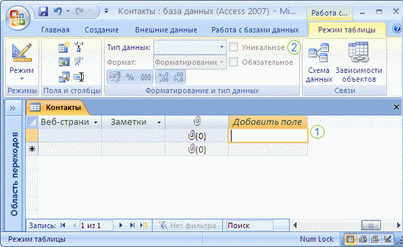 Контакты : база данных (Access 2007) - Mi...
Работа с...
Главная Создание Внешние данные Работа с базами данных Режим таблицы
Режим
Режимы
Поля и столбцы
Тип данных:
Формат: Форматирование
Уникальное 2
Обязательное
% 000
Форматирование и тип данных
Схема данных
Зависимости объектов
Связи
Контакты
Веб-страни Заметки Добавить поле
(0) 1
(0)
Область переходов
Запись: 1 из 1 Нет фильтра Поиск
Режим таблицы Num Lock